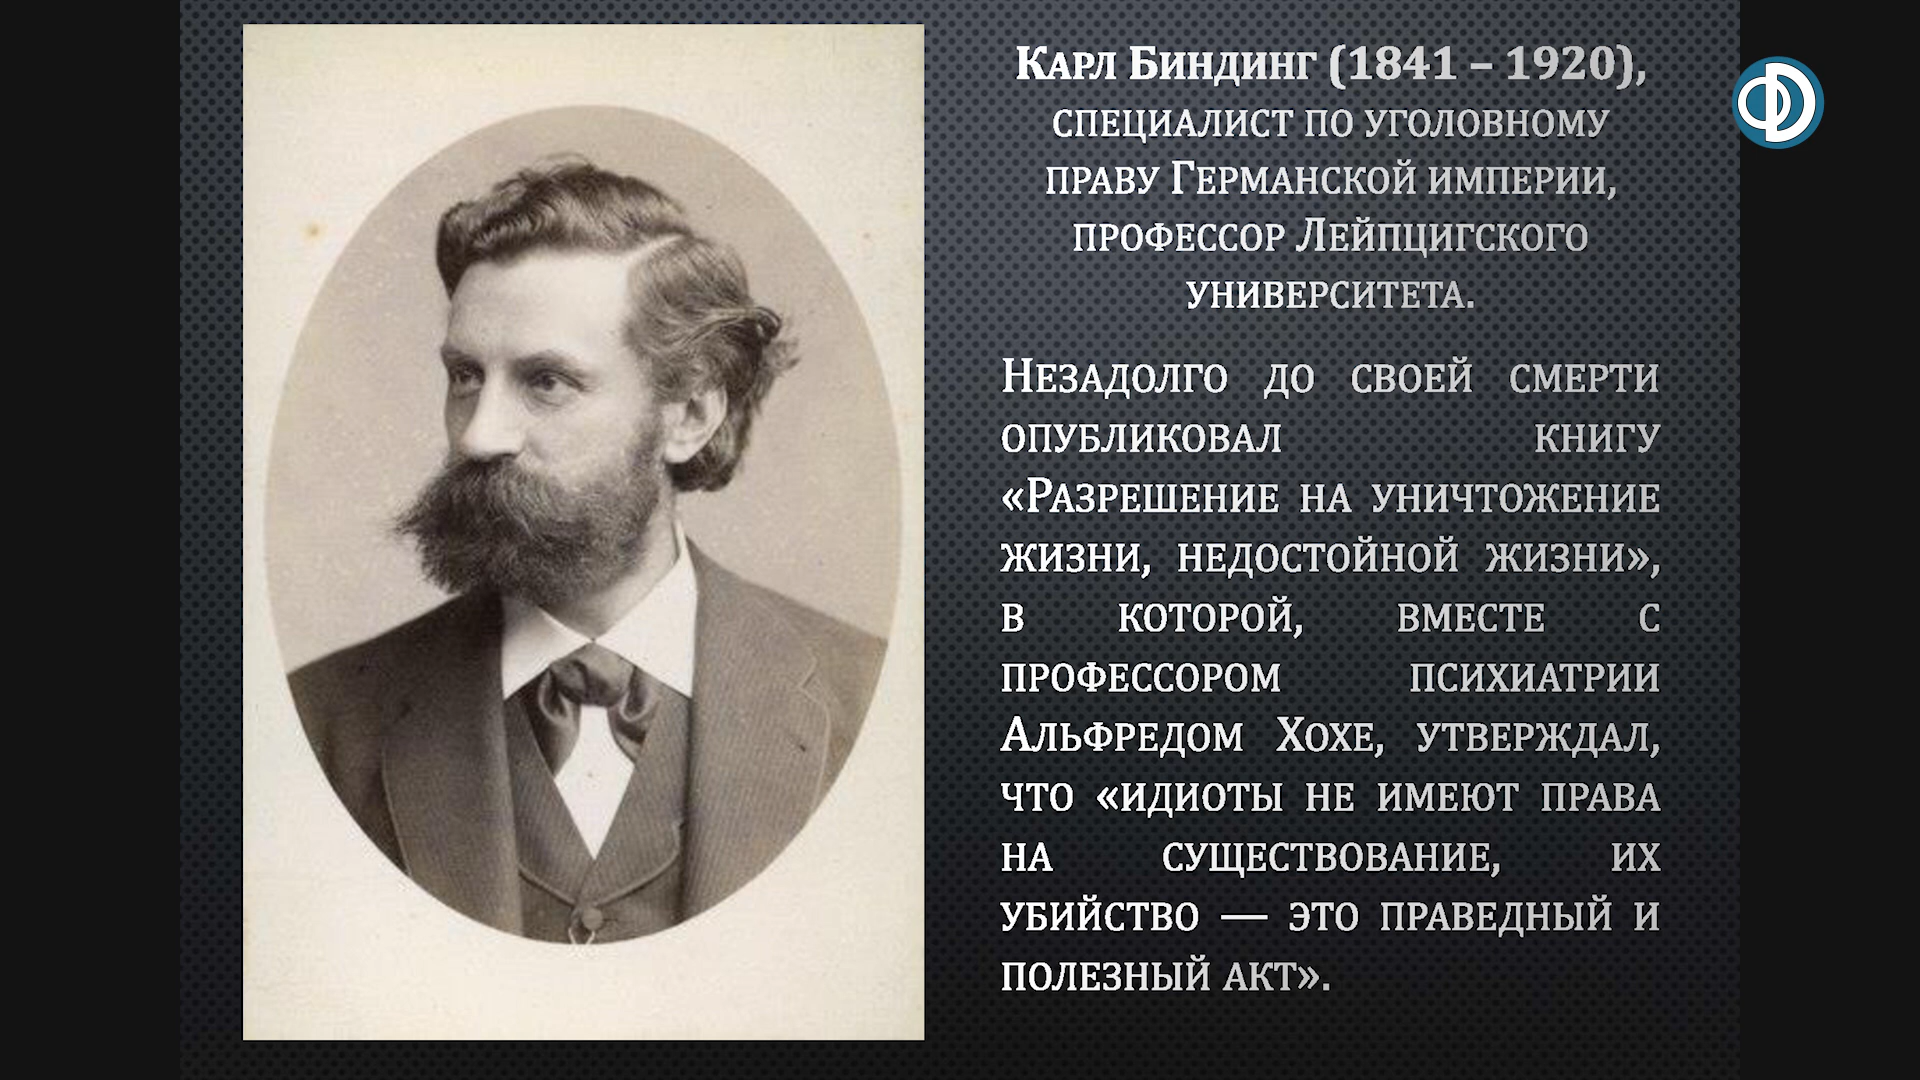 Карл Биндинг (1841 – 1920),
специалист по уголовному
праву Германской империи,
профессор Лейпцигского
университета.
Незадолго до своей смерти
опубликовал книгу
«Разрешение на уничтожение
жизни, недостойной жизни»,
в которой, вместе с
профессором психиатрии
Альфредом Хохе, утверждал,
что «идиоты не имеют права
на существование, их
убийство — это праведный и
полезный акт».